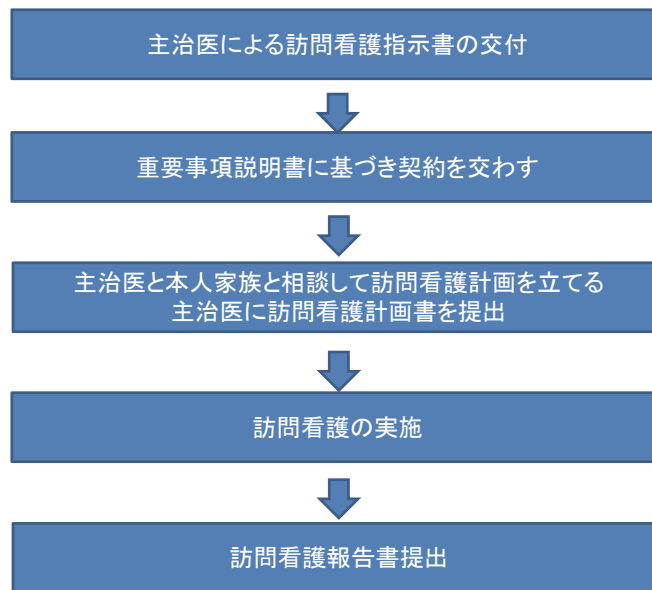 主治医による訪問看護指示書の交付
重要事項説明書に基づき契約を交わす
主治医と本人家族と相談して訪問看護計画を立てる
主治医に訪問看護計画書を提出
訪問看護の実施
訪問看護報告書提出